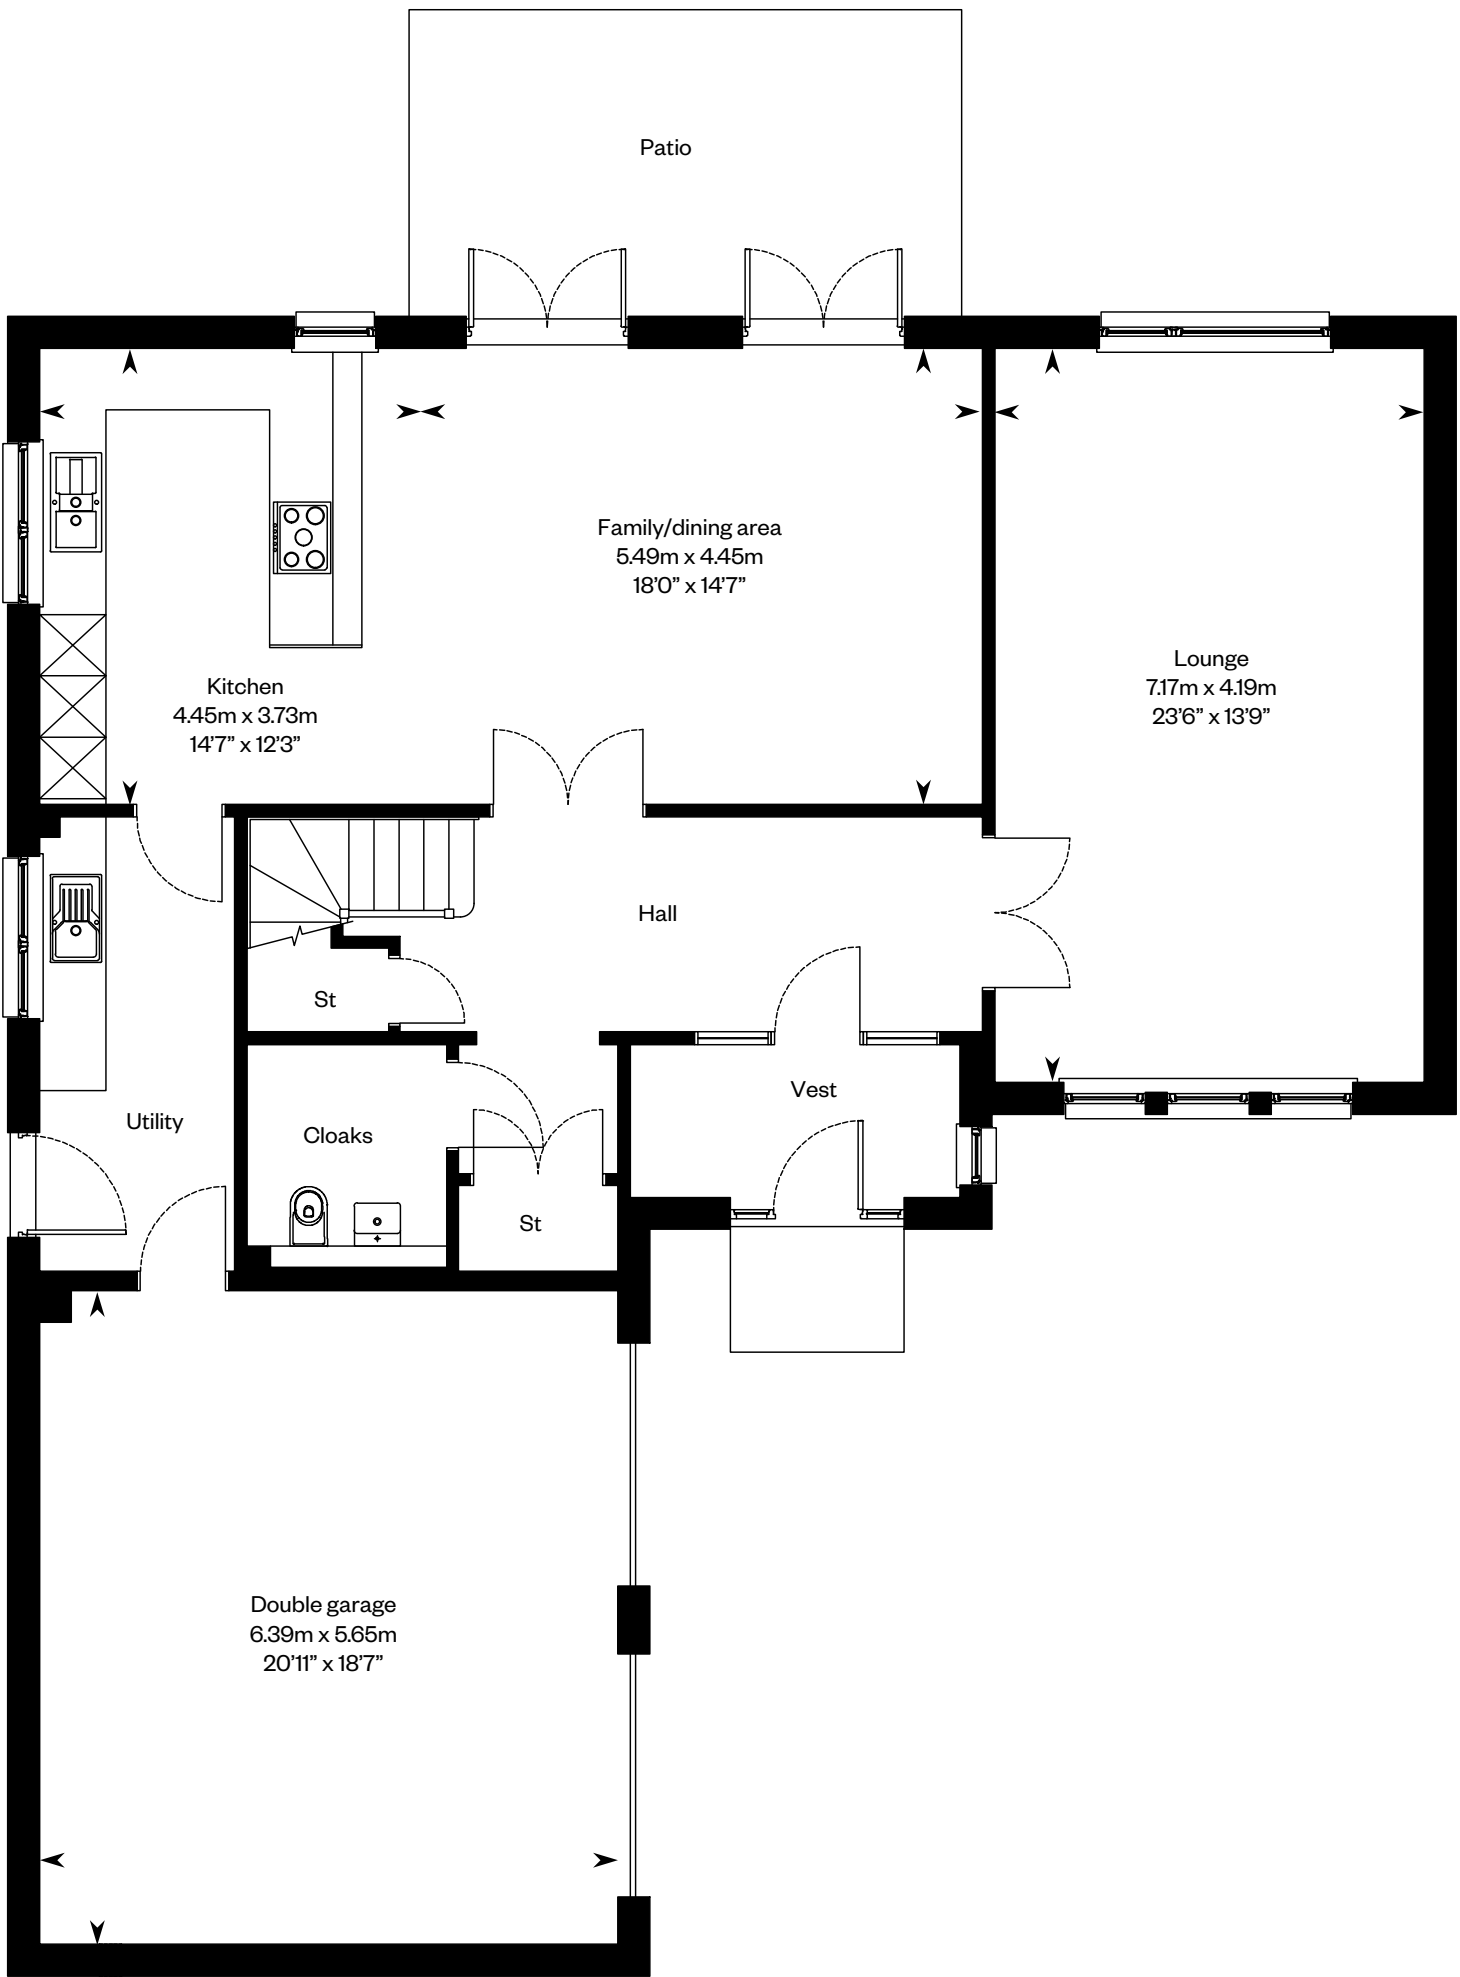 Patio
Family/dining area
5.49m x 4.45m
18’0” x 14’7”
Lounge
7.17m x 4.19m
23’6” x 13’9”
Kitchen
4.45m x 3.73m
14’7” x 12’3”
Hall
St
Vest
Utility
Cloaks
St
Double garage
6.39m x 5.65m
20’11” x 18’7”